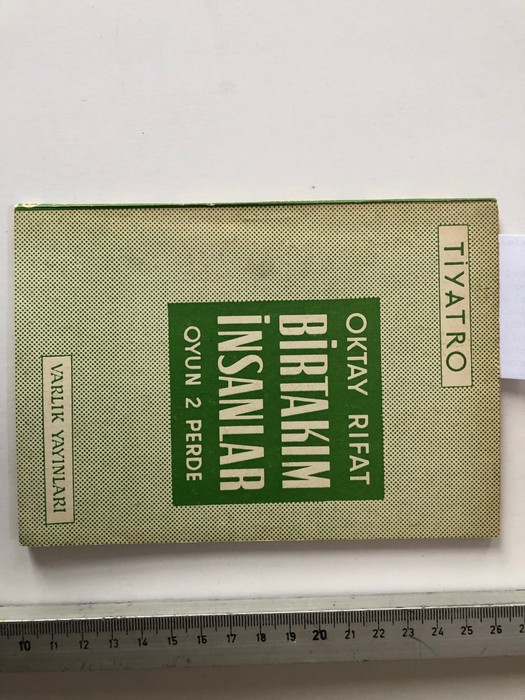 TİYATRO
OKTAY RIFAT
BİRTAKIM
İNSANLAR
OYUN 2 PERDE
VARLIK YAYINLARI
10 11 12 13 14 15 16 17 18 19 20 21 22 23 24 25 26 2